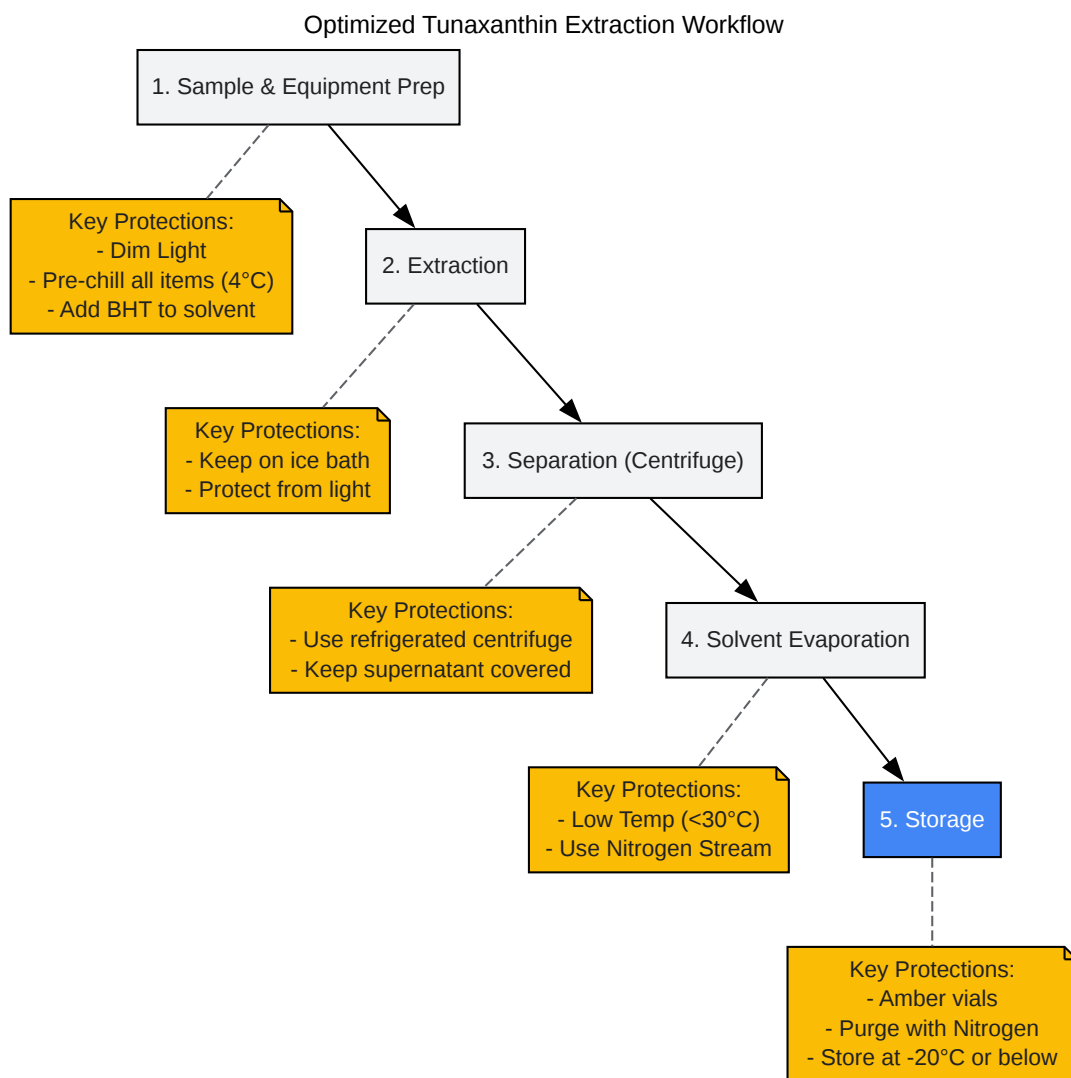 Optimized Tunaxanthin Extraction Workflow
1. Sample & Equipment Prep
Key Protections:
- Dim Light
- Pre-chill all items (4°C)
- Add BHT to solvent
2. Extraction
Key Protections:
- Keep on ice bath
- Protect from light
3. Separation (Centrifuge)
Key Protections:
- Use refrigerated centrifuge
- Keep supernatant covered
4. Solvent Evaporation
Key Protections:
- Low Temp (<30°C)
- Use Nitrogen Stream
5. Storage
Key Protections:
- Amber vials
- Purge with Nitrogen
- Store at -20°C or below